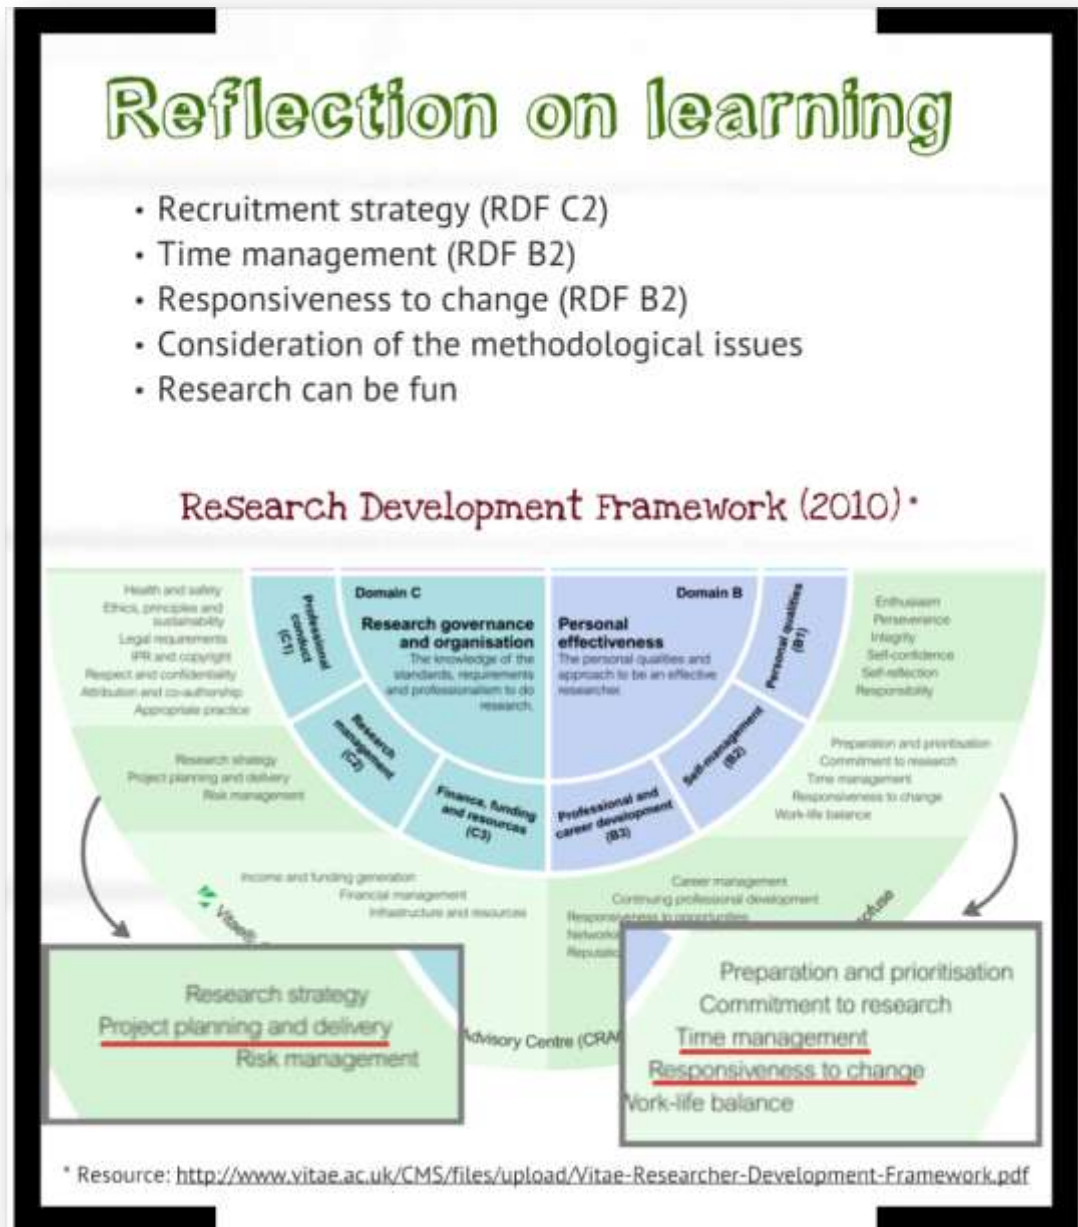 Reflection on learning
• Recruitment strategy (RDF C2)
• Time management (RDF B2)
• Responsiveness to change (RDF B2)
• Consideration of the methodological issues
• Research can be fun
Research Development Framework (2010) *
Health and safety
Ethics, principles and
sustainability
Legal requirements
IPR and copyright
Respect and confidentiality
Attribution and co-authorship
Appropriate practice
Professional
conduct
(C1)
Domain C
Research governance
and organisation
The knowledge of the
standards, requirements
and professionalism to do
research.
Domain B
Personal
effectiveness
The personal qualities and
approach to be an effective
researcher.
Personal qualities
(B1)
Enthusiasm
Perseverance
Integrity
Self-confidence
Self-reflection
Responsibility
Research strategy
Project planning and delivery
Risk management
Research
management
(C2)
Finance, funding
and resources
(C3)
Professional and
career development
(B3)
Self-management
(B2)
Preparation and prioritisation
Commitment to research
Time management
Responsiveness to change
Work-life balance
Income and funding generation
Financial management
Infrastructure and resources
Career management
Continuing professional development
Responsiveness to opportunities
Vitae®,
Advisory Centre (CRA
Research strategy
Project planning and delivery
Risk management
Preparation and prioritisation
Commitment to research
Time management
Responsiveness to change
Work-life balance
* Resource: http://www.vitae.ac.uk/CMS/files/upload/Vitae-Researcher-Development-Framework.pdf